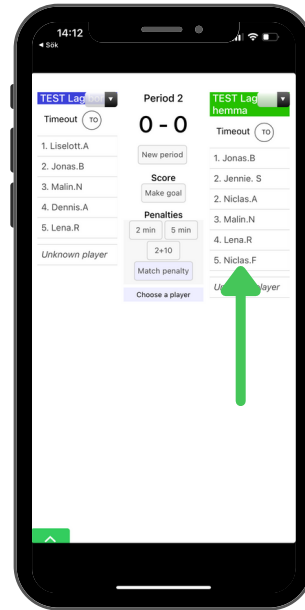 14:12
◀ Sök
TEST Lag
Timeout TO
1. Liselott.A
2. Jonas.B
3. Malin.N
4. Dennis.A
5. Lena.R
Unknown player
Period 2
0 - 0
New period
Score
Make goal
Penalties
2 min 5 min
2+10
Match penalty
Choose a player
TEST Lag
hemma
Timeout TO
1. Jonas.B
2. Jennie. S
2. Niclas.A
3. Malin.N
4. Lena.R
5. Niclas.F